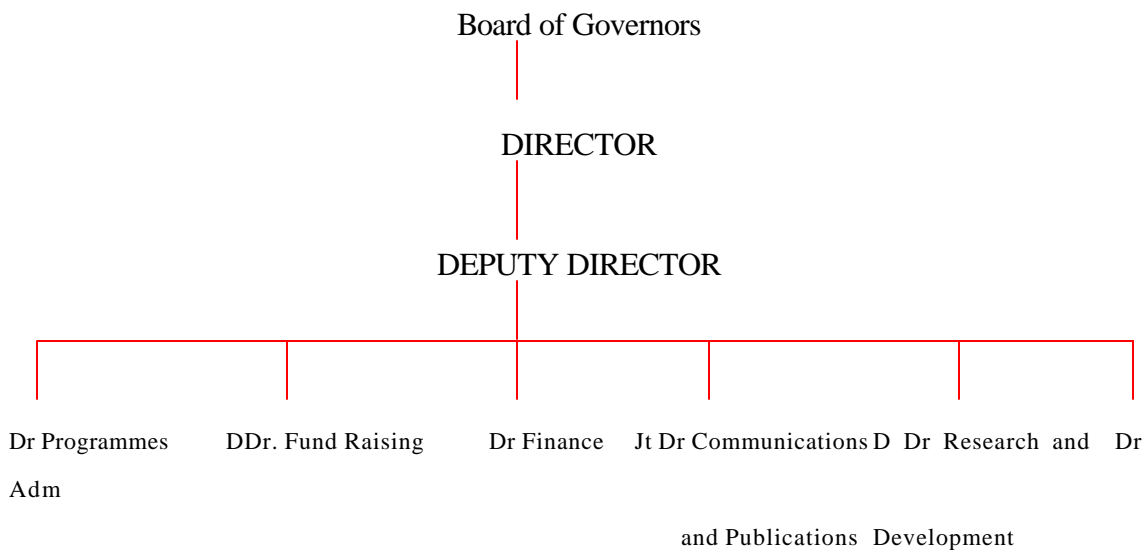 Board of Governors
DIRECTOR
DEPUTY DIRECTOR
Dr Programmes DDr. Fund Raising Dr Finance Jt Dr Communications D Dr Research and Dr
Adm
and Publications Development